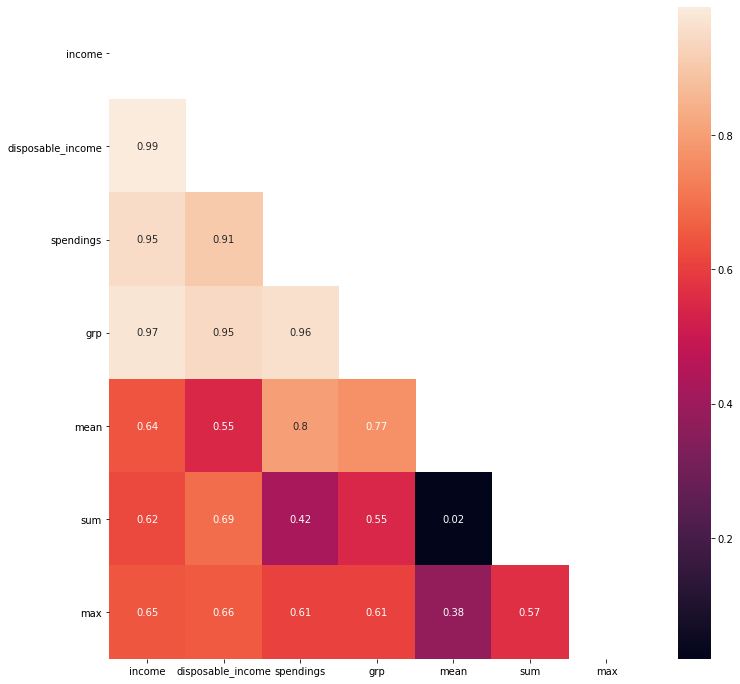 income
disposable_income 0.99
spendings 0.95 0.91
grp 0.97 0.95 0.96
mean 0.64 0.55 0.8 0.77
sum 0.62 0.69 0.42 0.55 0.02
max 0.65 0.66 0.61 0.61 0.38 0.57
income disposable_income spendings grp mean sum max
0.8
0.6
0.4
0.2